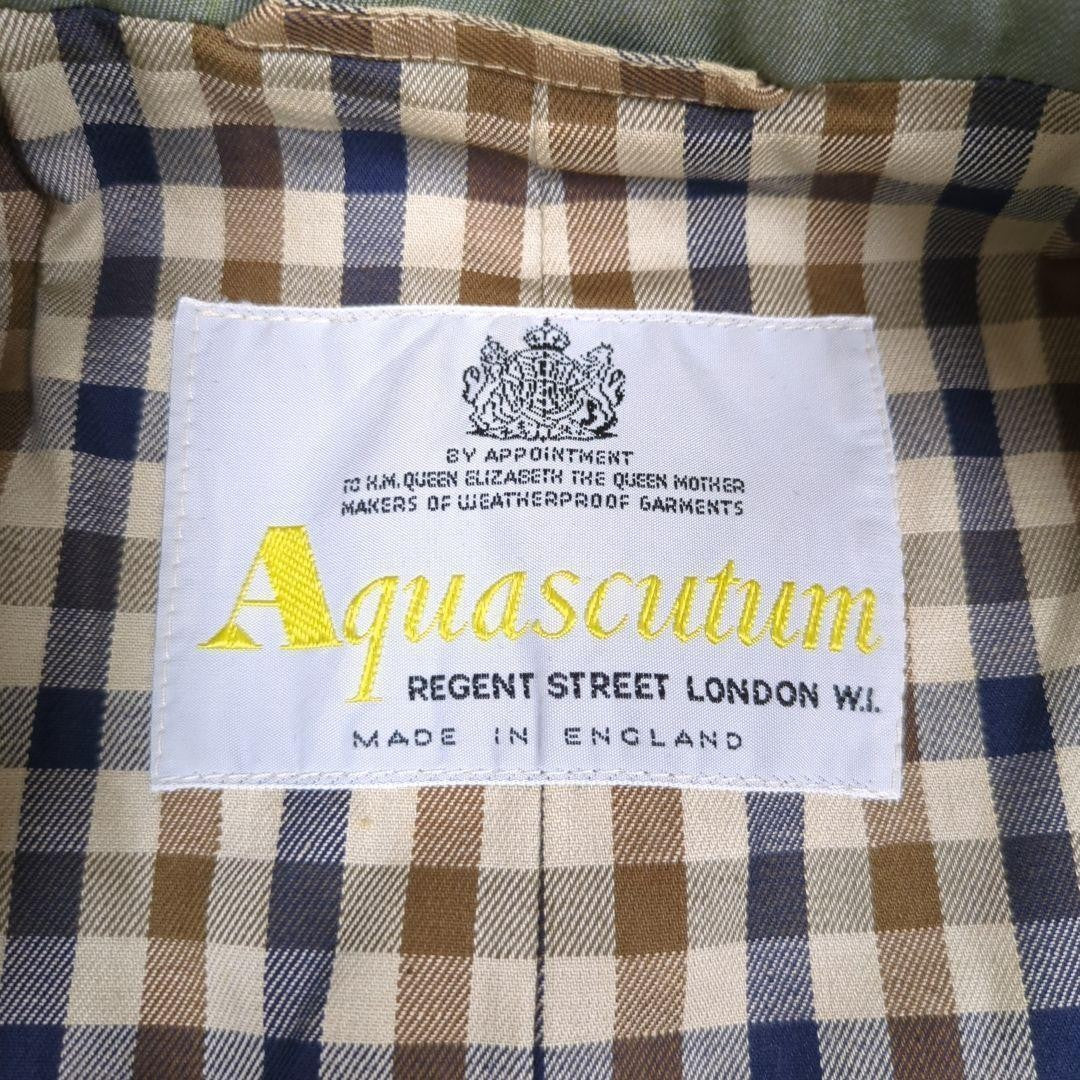 BY APPOINTMENT
TO H.M. QUEEN ELIZABETH THE QUEEN MOTHER
MAKERS OF WEATHERPROOF GARMENTS
Aquascutum
REGENT STREET LONDON W.I.
MADE IN ENGLAND